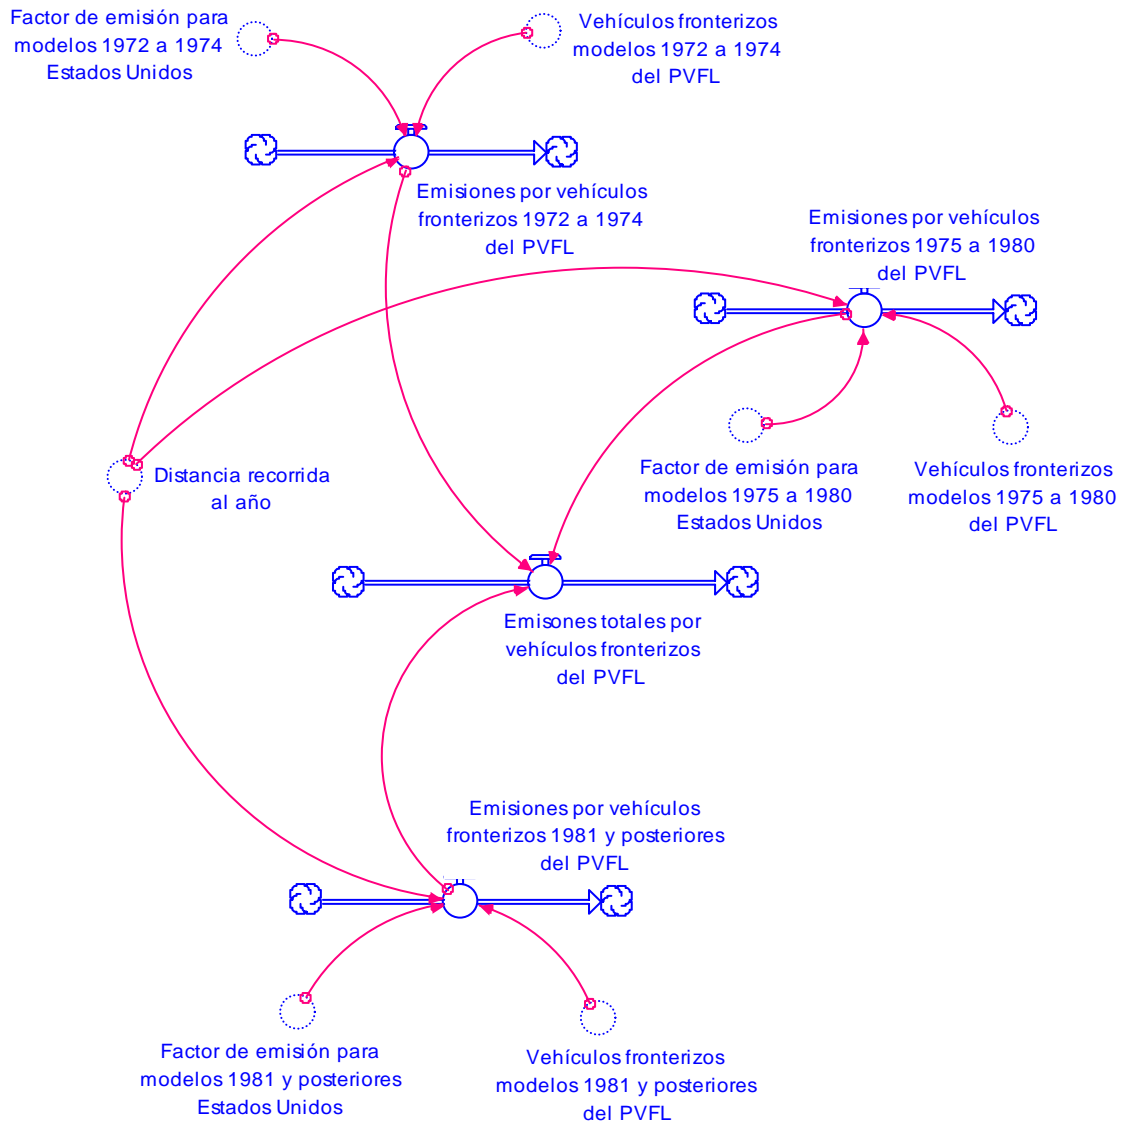 Factor de emisión para
modelos 1972 a 1974
Estados Unidos
Vehículos fronterizos
modelos 1972 a 1974
del PVFL
Emisiones por vehículos
fronterizos 1972 a 1974
del PVFL
Emisiones por vehículos
fronterizos 1975 a 1980
del PVFL
Distancia recorrida
al año
Factor de emisión para
modelos 1975 a 1980
Estados Unidos
Vehículos fronterizos
modelos 1975 a 1980
del PVFL
Emisones totales por
vehículos fronterizos
del PVFL
Emisiones por vehículos
fronterizos 1981 y posteriores
del PVFL
Factor de emisión para
modelos 1981 y posteriores
Estados Unidos
Vehículos fronterizos
modelos 1981 y posteriores
del PVFL